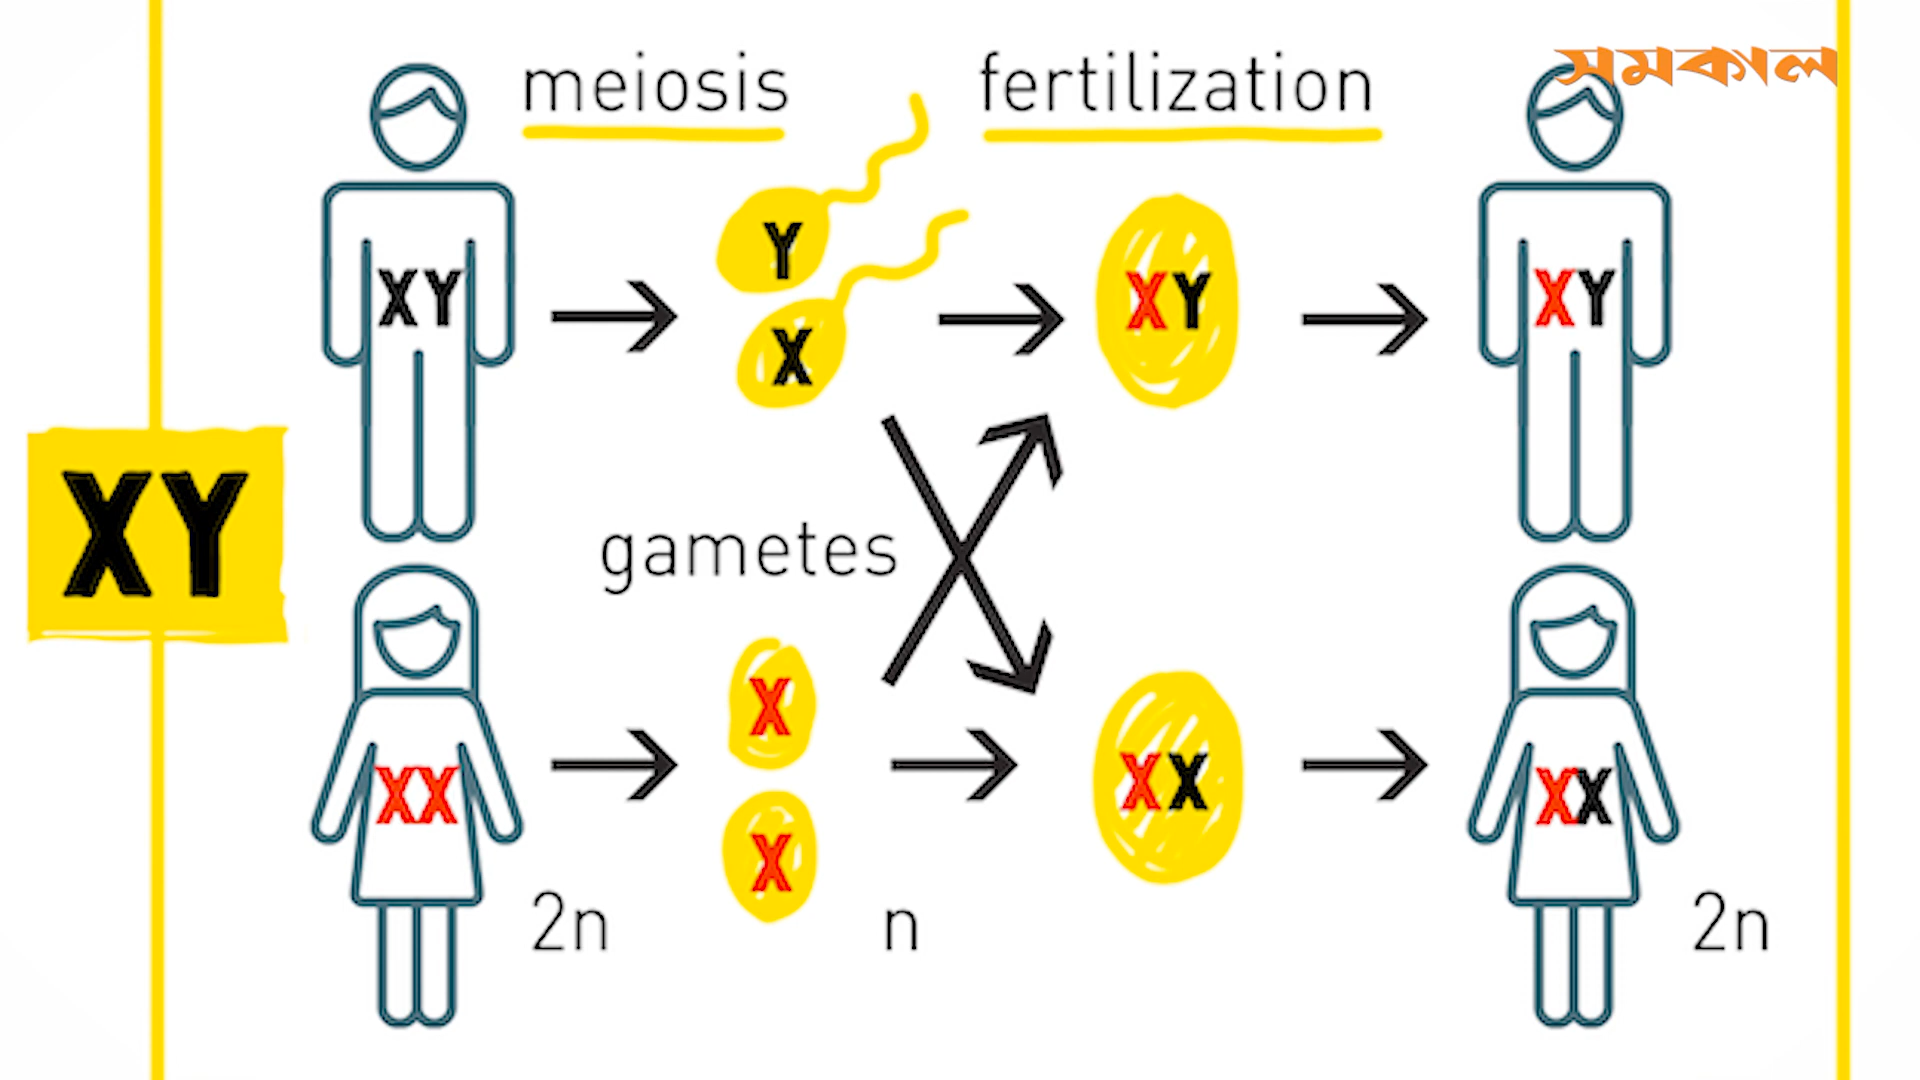 meiosis
fertilization
সমকাল
Y
XY
X
XY
XY
XY
gametes
X
XX
XX
XX
X
2n
n
2n